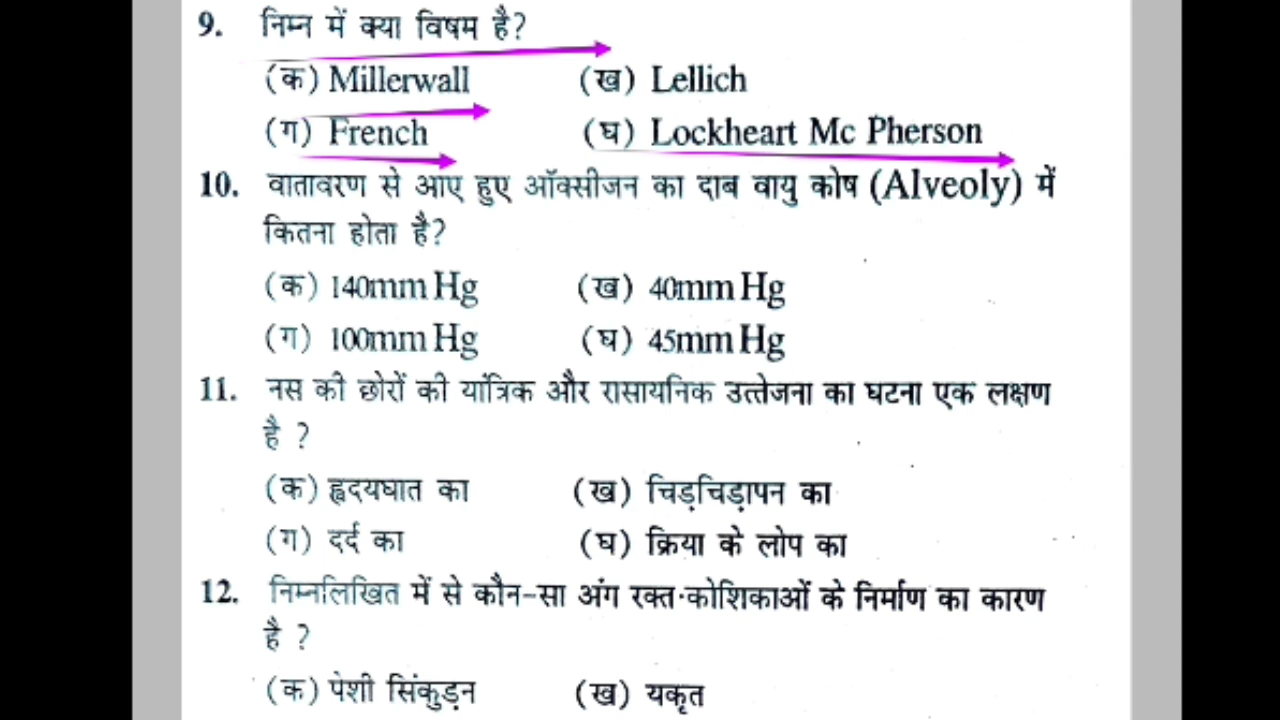 9. निम्न में क्या विषम है?
(क) Millerwall (ख) Lellich
(ग) French (घ) Lockheart Mc Pherson
10. वातावरण से आए हुए ऑक्सीजन का दाब वायु कोष (Alveoly) में
कितना होता है?
(क) 140mm Hg (ख) 40mm Hg
(ग) 100mm Hg (घ) 45mm Hg
11. नस की छोरों की यांत्रिक और रासायनिक उत्तेजना का घटना एक लक्षण
है ?
(क) हृदयघात का (ख) चिड़चिड़ापन का
(ग) दर्द का (घ) क्रिया के लोप का
12. निम्नलिखित में से कौन-सा अंग रक्त-कोशिकाओं के निर्माण का कारण
है ?
(क) पेशी सिंकुड़न (ख) यकृत